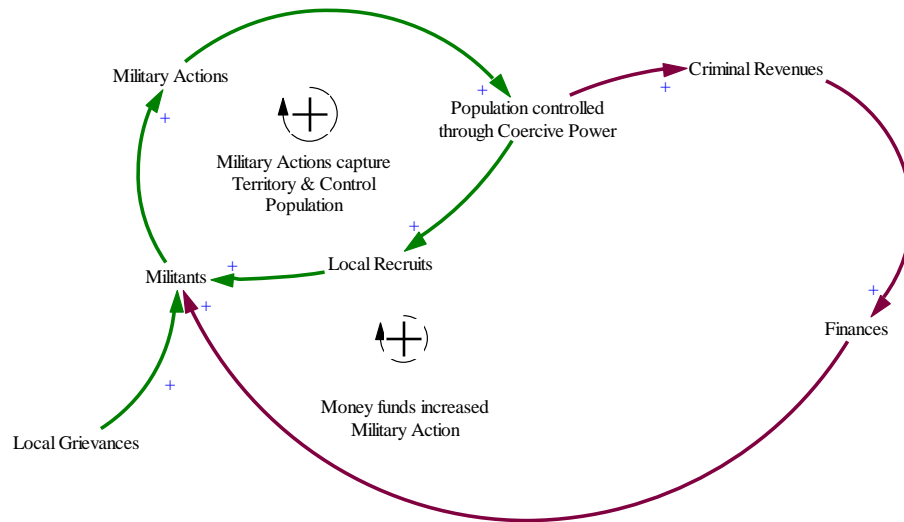 Military Actions
+
+
Criminal Revenues
+
Population controlled
through Coercive Power
+
Military Actions capture
Territory & Control
Population
+
Local Recruits
+
Militants
+
+
Finances
Money funds increased
Military Action
+
Local Grievances